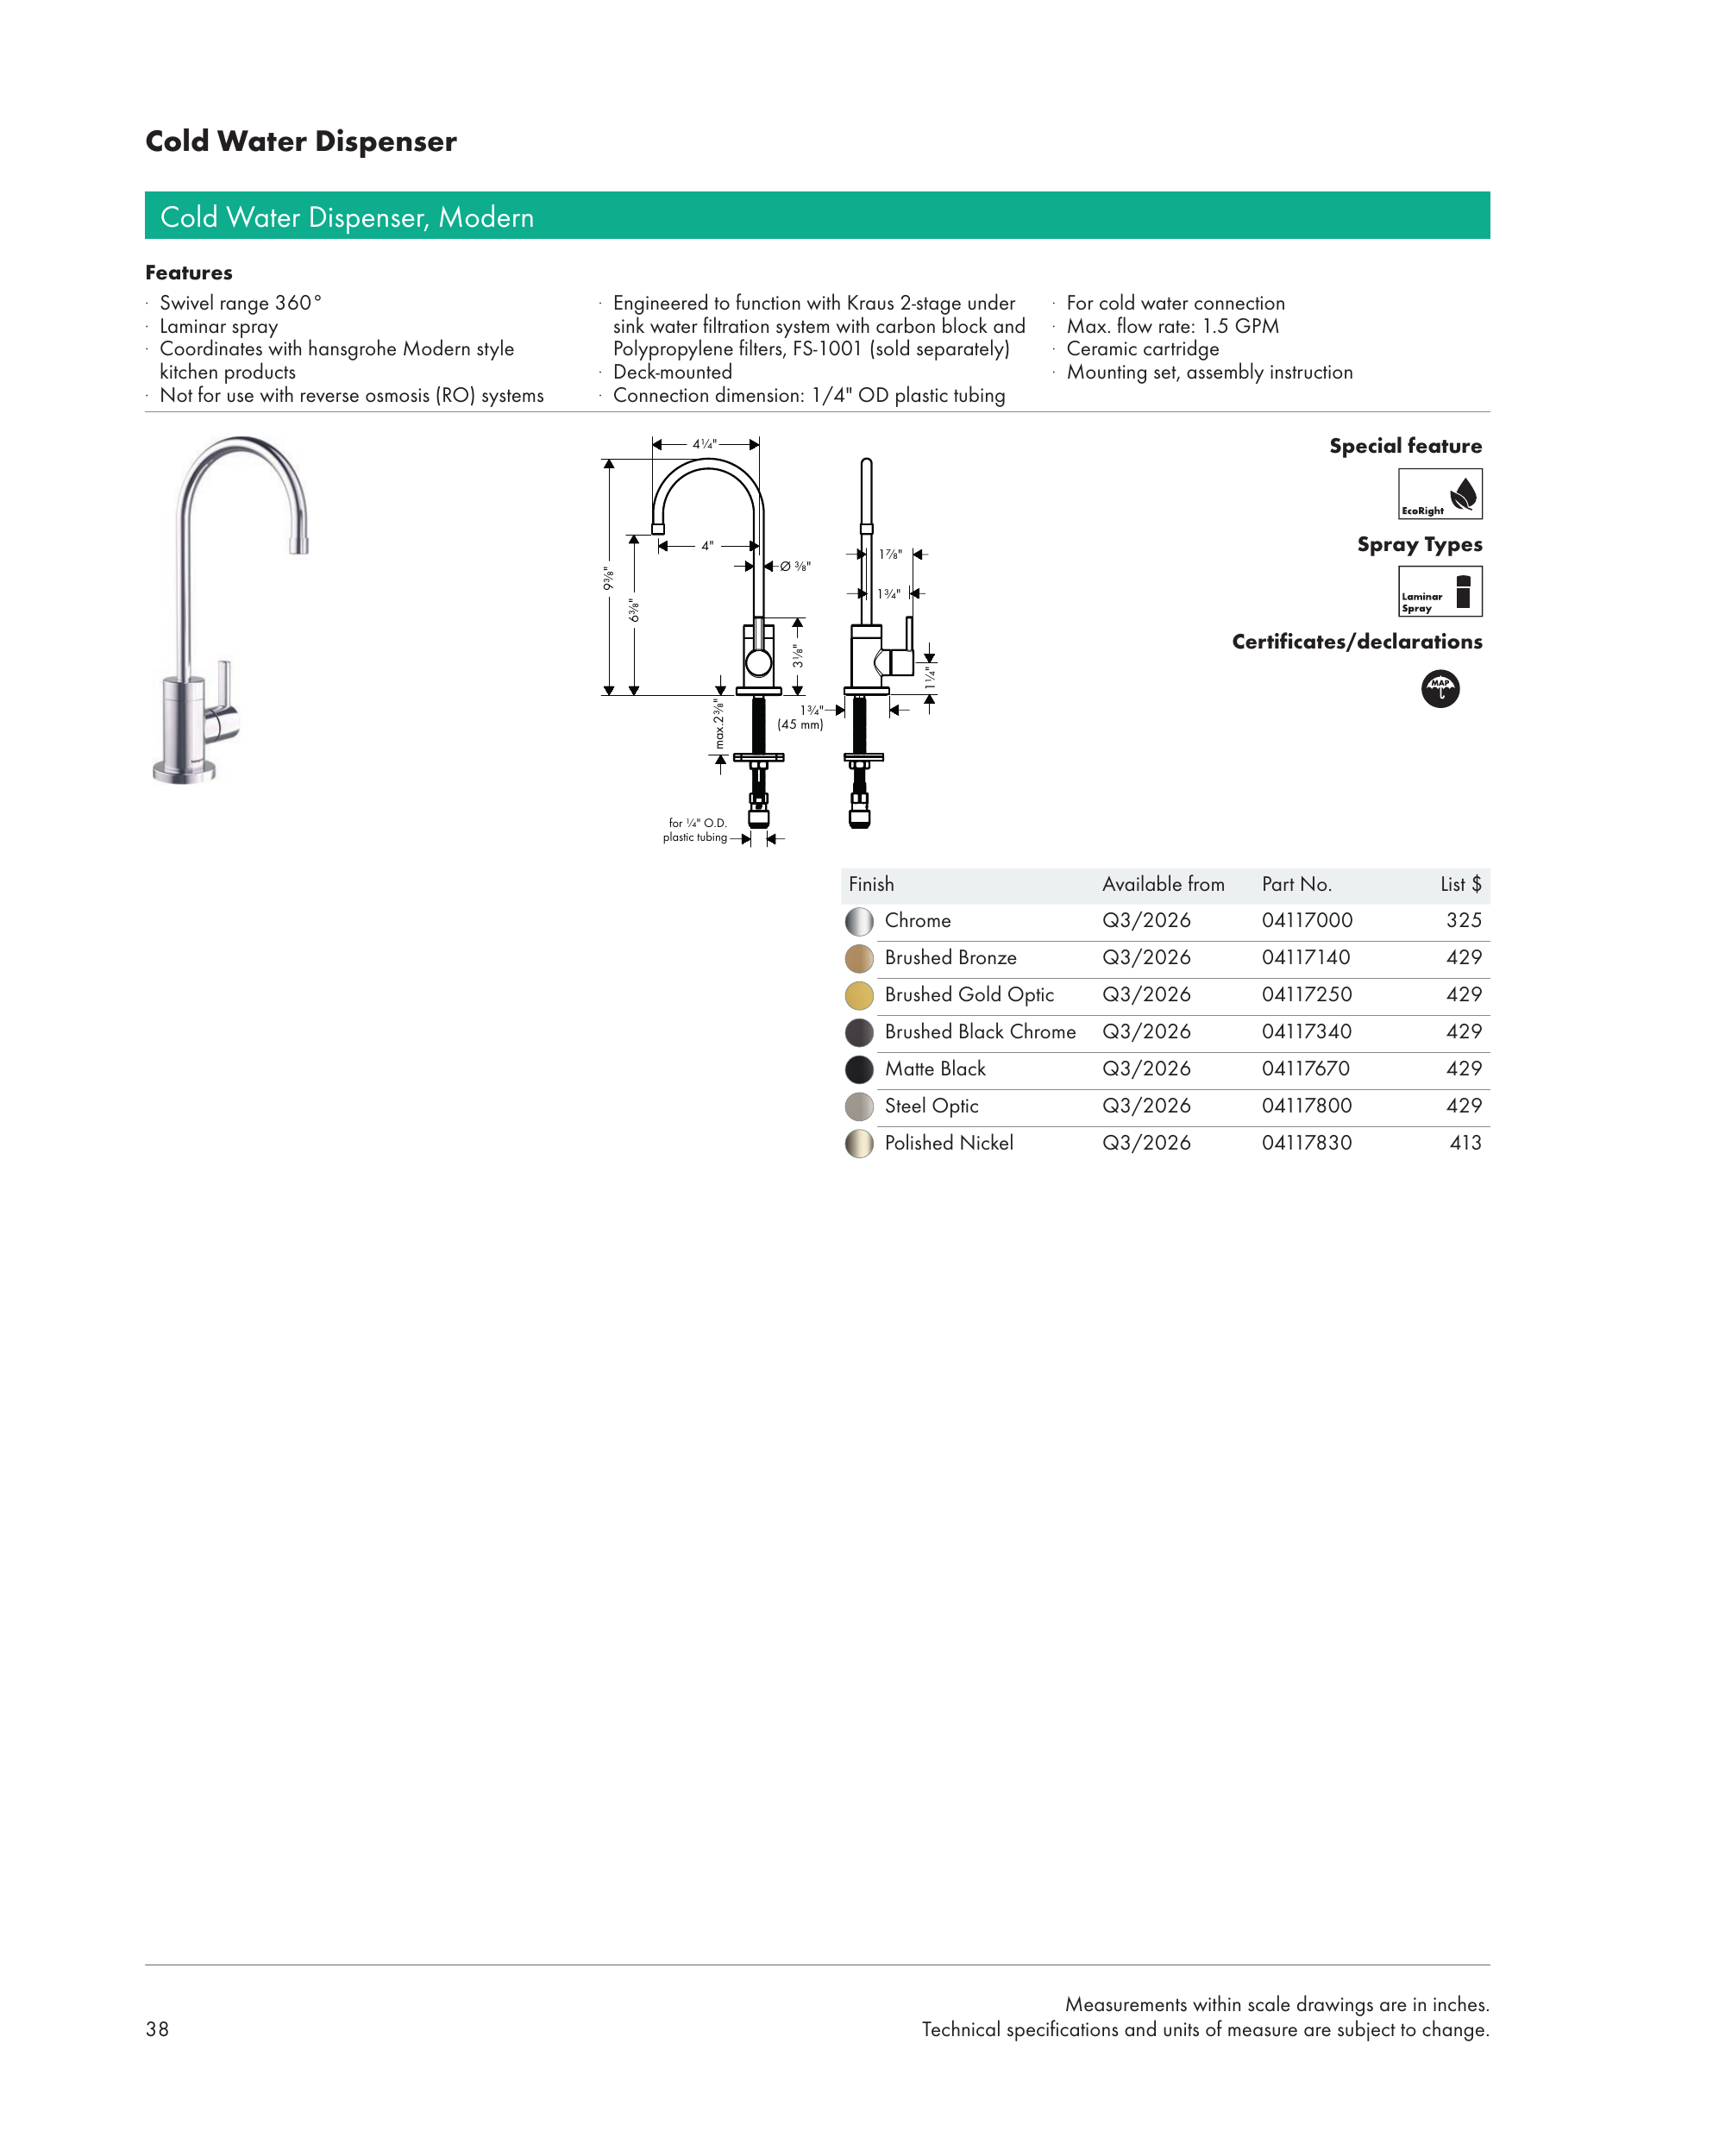 Cold Water Dispenser
Cold Water Dispenser, Modern
Features
· Swivel range 360°
· Laminar spray
· Coordinates with hansgrohe Modern style
kitchen products
· Not for use with reverse osmosis (RO) systems
· Engineered to function with Kraus 2-stage under
sink water filtration system with carbon block and
Polypropylene filters, FS-1001 (sold separately)
· Deck-mounted
· Connection dimension: 1/4" OD plastic tubing
· For cold water connection
· Max. flow rate: 1.5 GPM
· Ceramic cartridge
· Mounting set, assembly instruction
4¼"
4"
Ø ⅜"
9⅜"
6⅜"
3⅛"
max.2⅜"
for ¼" O.D.
plastic tubing
1⅞"
1¾"
1¼"
1¾"
(45 mm)
Special feature
EcoRight
Spray Types
Laminar
Spray
Certificates/declarations
MAP
Finish Available from Part No. List $
Chrome Q3/2026 04117000 325
Brushed Bronze Q3/2026 04117140 429
Brushed Gold Optic Q3/2026 04117250 429
Brushed Black Chrome Q3/2026 04117340 429
Matte Black Q3/2026 04117670 429
Steel Optic Q3/2026 04117800 429
Polished Nickel Q3/2026 04117830 413
Measurements within scale drawings are in inches.
38 Technical specifications and units of measure are subject to change.